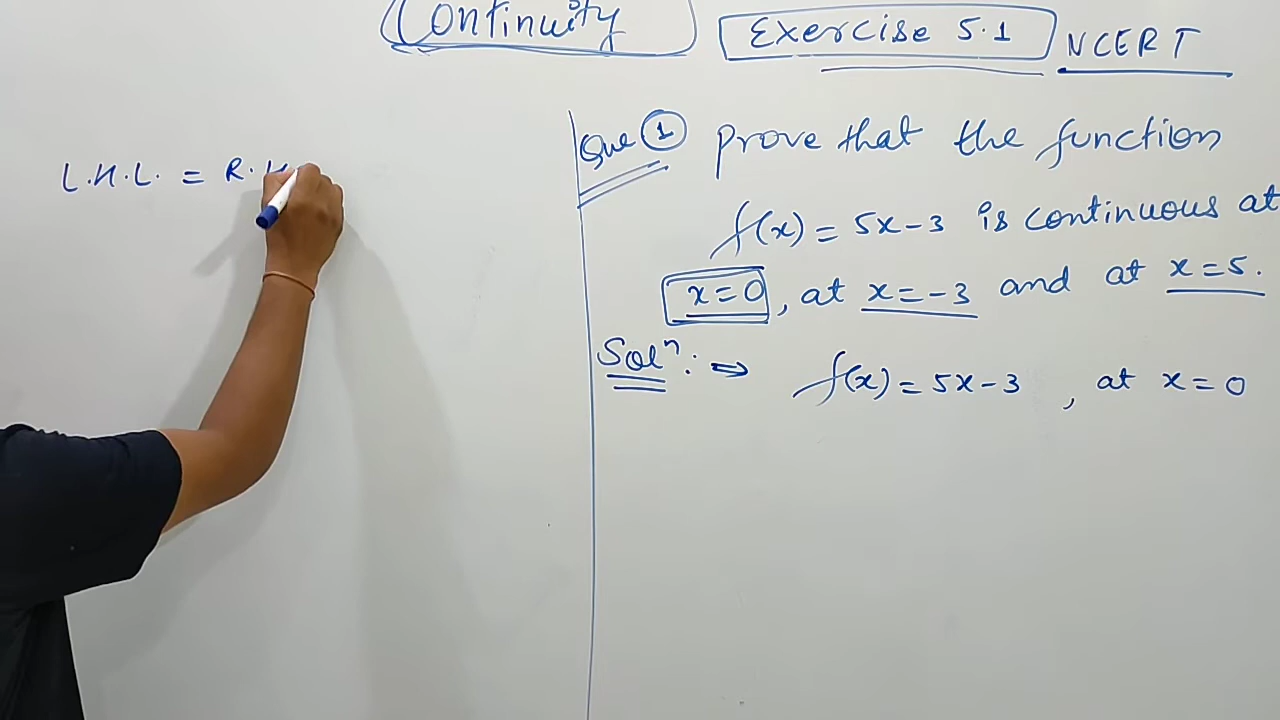 Continuity
Exercise 5.1 NCERT
L.H.L. = R.H
Que ① prove that the function
f(x) = 5x-3 is continuous at
x=0, at x=-3 and at x=5.
Solⁿ: ⇒ f(x) = 5x-3, at x=0